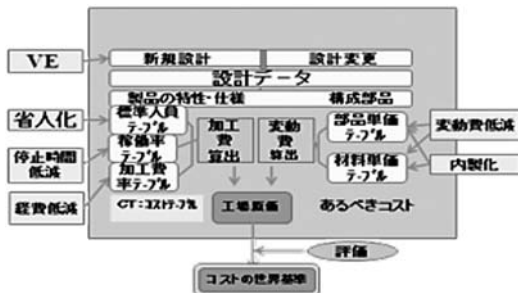 VE
新規設計
設計変更
設計データ
製品の特性・仕様
構成部品
省人化
標準人員
テーブル
停止時間
低減
稼働率
テーブル
経費低減
加工費
率テーブル
加工
費
算出
変動
費
算出
部品単価
テーブル
材料単価
テーブル
変動費低減
内製化
CT:コストテーブル
工場原価
あるべきコスト
評価
コストの世界基準